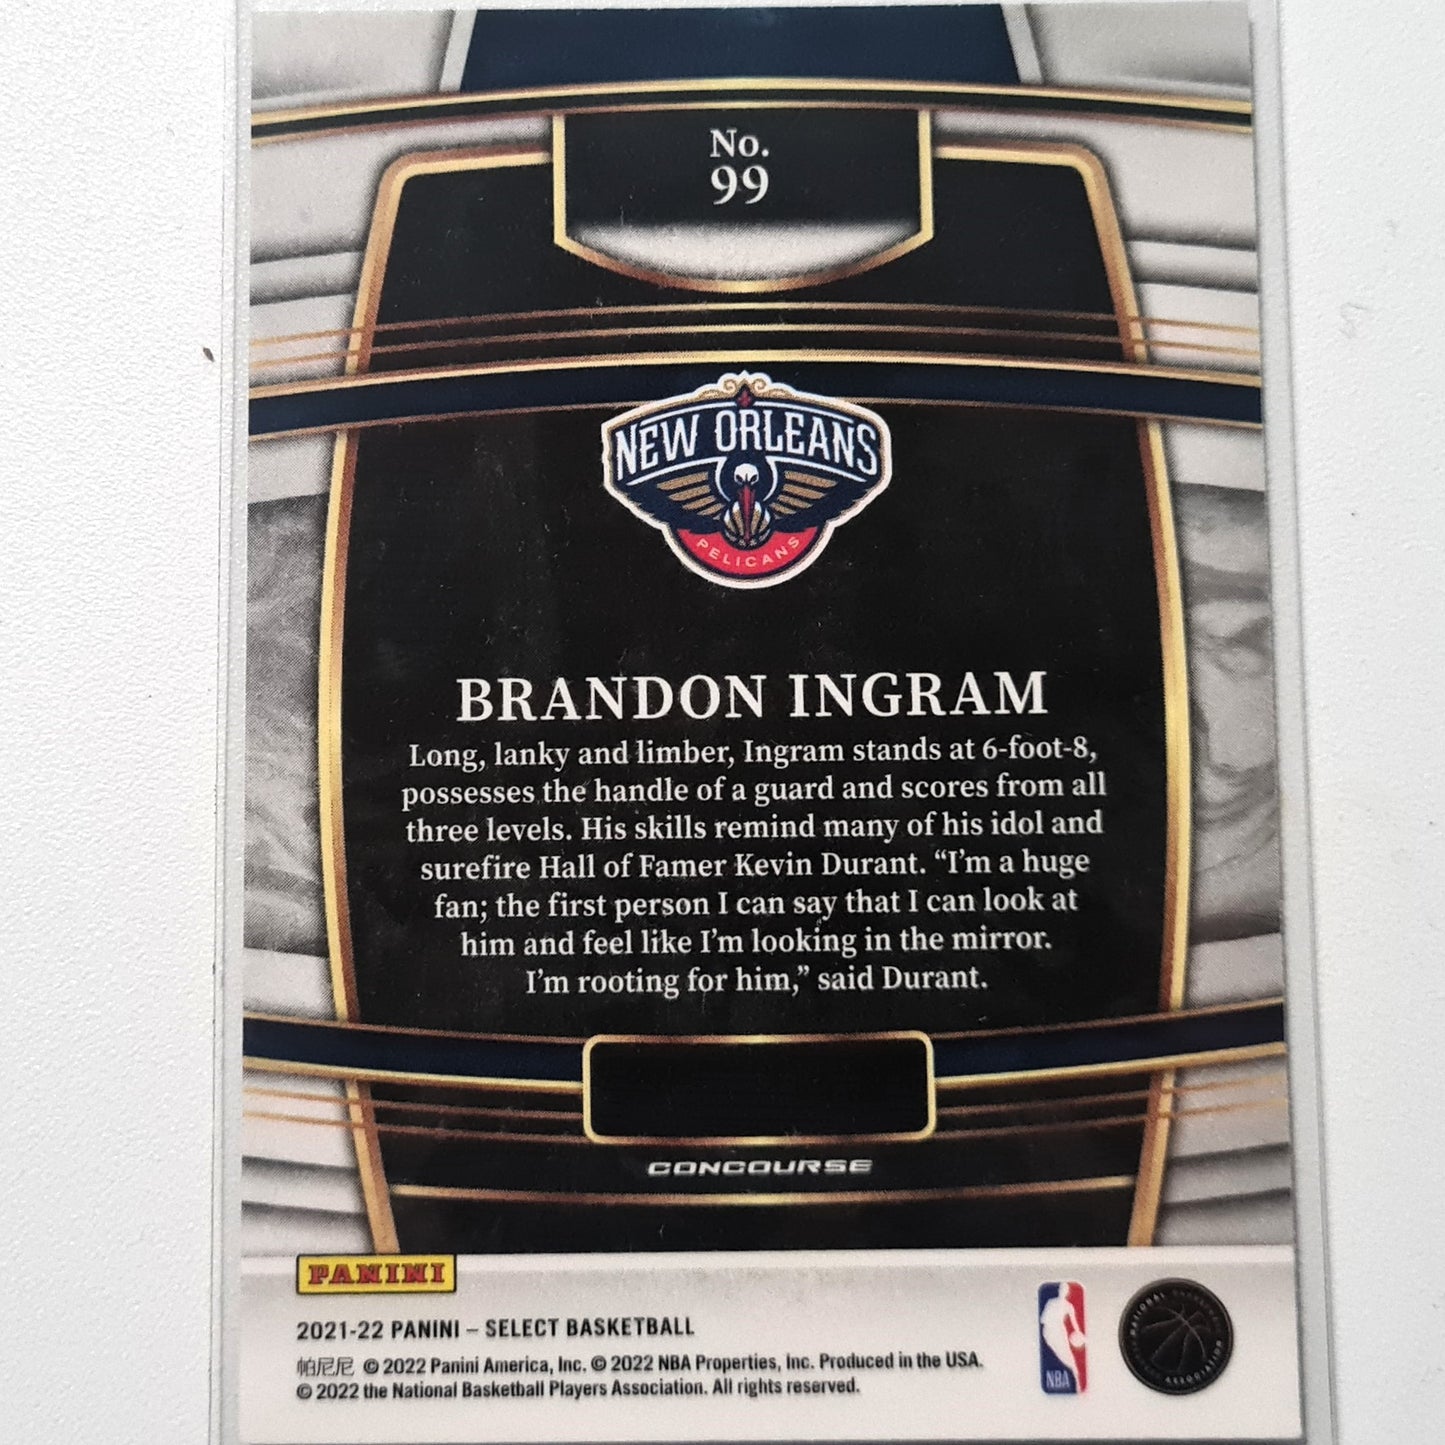 No.
99
NEW ORLEANS
PELICANS
BRANDON INGRAM
Long, lanky and limber, Ingram stands at 6-foot-8,
possesses the handle of a guard and scores from all
three levels. His skills remind many of his idol and
surefire Hall of Famer Kevin Durant. “I’m a huge
fan; the first person I can say that I can look at
him and feel like I’m looking in the mirror.
I’m rooting for him,” said Durant.
CONCOURSE
PANINI
2021-22 PANINI – SELECT BASKETBALL
帕尼尼 © 2022 Panini America, Inc. © 2022 NBA Properties, Inc. Produced in the USA.
© 2022 the National Basketball Players Association. All rights reserved.
NBA
NATIONAL BASKETBALL PLAYERS ASSOCIATION